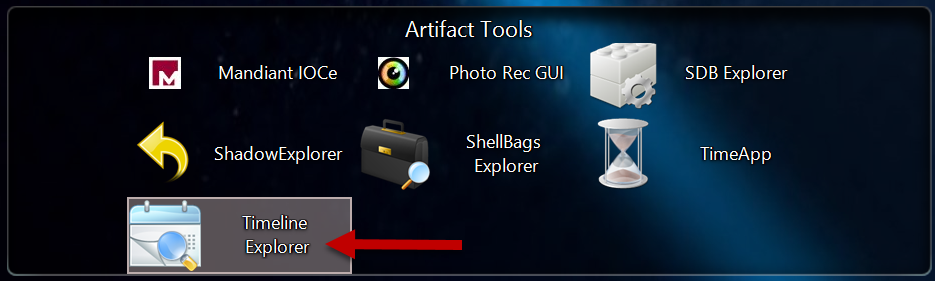 Artifact Tools
Mandiant IOCe
Photo Rec GUI
SDB Explorer
ShadowExplorer
ShellBags
Explorer
TimeApp
Timeline
Explorer